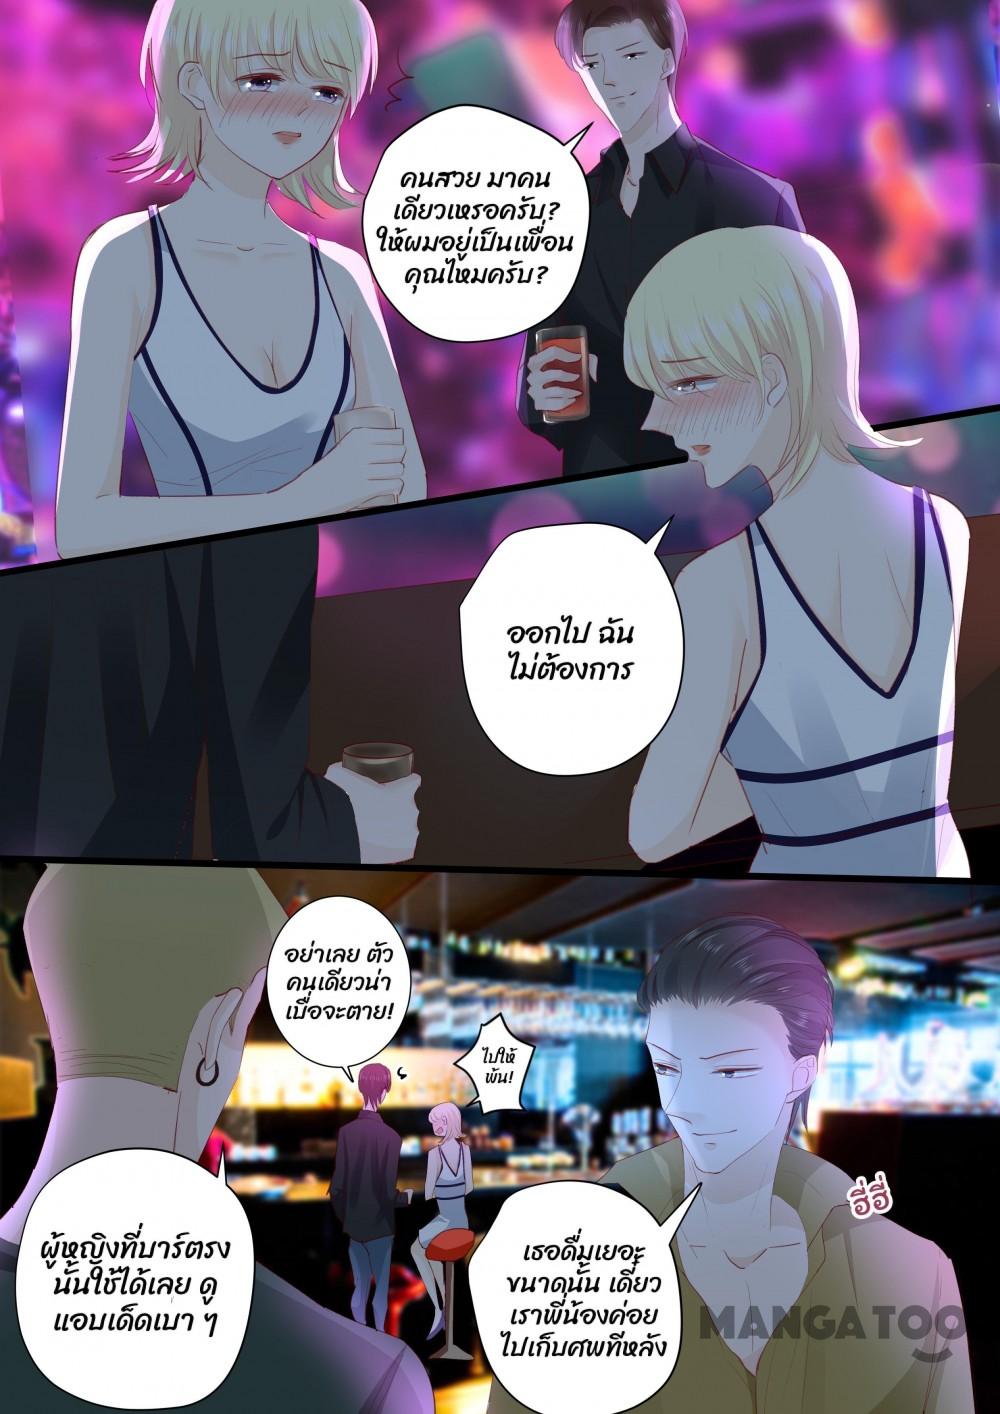 คนสวย มาคน
เดียวเหรอครับ?
ให้ผมอยู่เป็นเพื่อน
คุณไหมครับ?
ออกไป ฉัน
ไม่ต้องการ
อย่าเลย ตัว
คนเดียวน่า
เบื่อจะตาย!
ไปให้
พ้น!
ผู้หญิงที่บาร์ตรง
นั้นใช้ได้เลย ดู
แอบเด็ดเบา ๆ
เธอดื่มเยอะ
ขนาดนั้น เดี๋ยว
เราพี่น้องค่อย
ไปเก็บศพทีหลัง
ฮี่ฮี่
MANGATOON